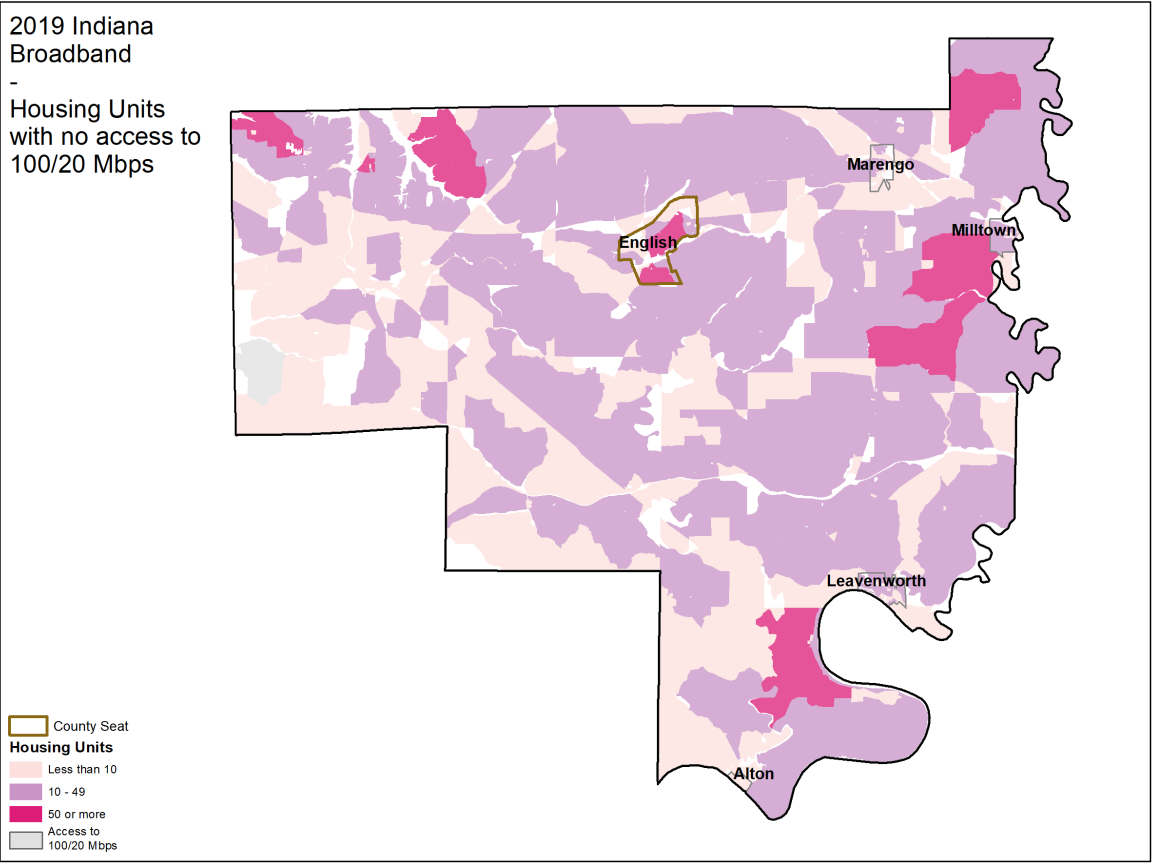 2019 Indiana
Broadband
-
Housing Units
with no access to
100/20 Mbps
Marengo
Milltown
English
Leavenworth
Alton
County Seat
Housing Units
Less than 10
10 - 49
50 or more
Access to
100/20 Mbps